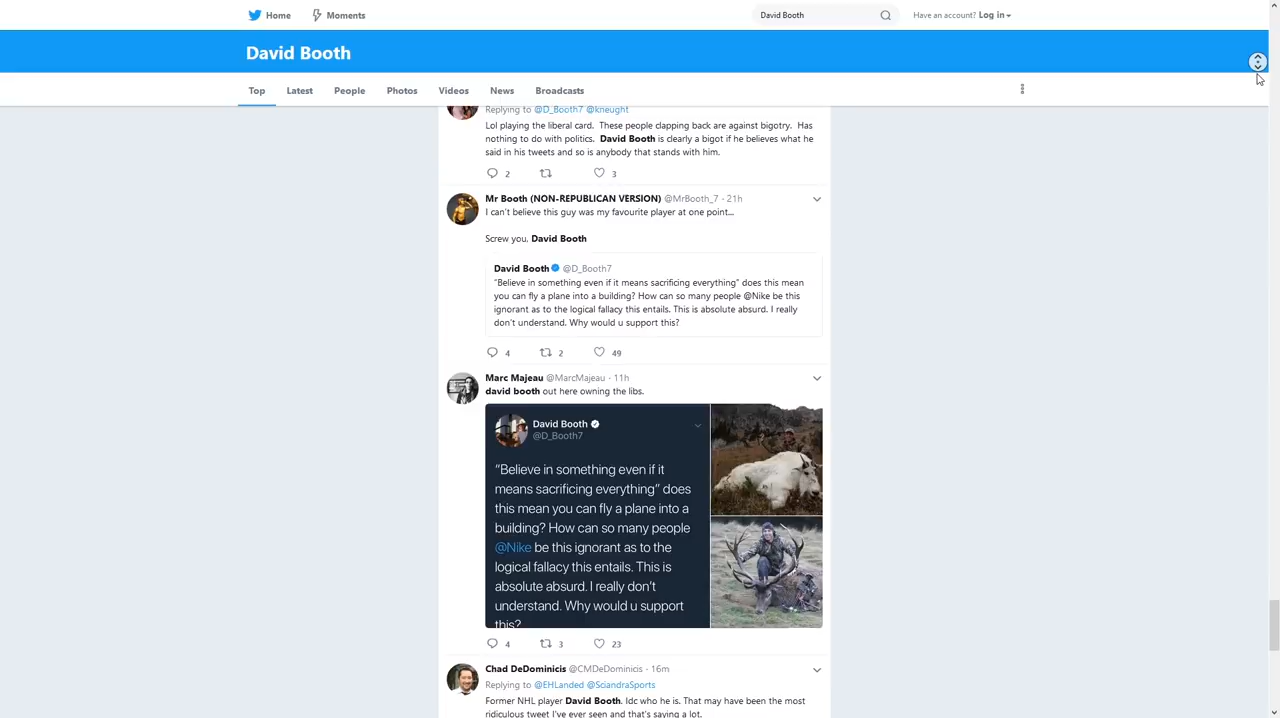 Home
Moments
David Booth
Have an account? Log in
David Booth
Top
Latest
People
Photos
Videos
News
Broadcasts
Replying to @D_Booth7 @krieught
Lol playing the liberal card. These people clapping back are against bigotry. Has
nothing to do with politics. David Booth is clearly a bigot if he believes what he
said in his tweets and so is anybody that stands with him.
2
3
Mr Booth (NON-REPUBLICAN VERSION) @MrBooth_7 · 21h
I can't believe this guy was my favourite player at one point...
Screw you, David Booth
David Booth @D_Booth7
"Believe in something even if it means sacrificing everything" does this mean
you can fly a plane into a building? How can so many people @Nike be this
ignorant as to the logical fallacy this entails. This is absolute absurd. I really
don't understand. Why would u support this?
4
2
49
Marc Majeau @MarcMajeau · 11h
david booth out here owning the libs.
David Booth
@D_Booth7
"Believe in something even if it
means sacrificing everything" does
this mean you can fly a plane into a
building? How can so many people
@Nike be this ignorant as to the
logical fallacy this entails. This is
absolute absurd. I really don't
understand. Why would u support
this?
4
3
23
Chad DeDominicis @CMDeDominicis · 16m
Replying to @EHLanded @SciandraSports
Former NHL player David Booth. Idc who he is. That may have been the most
ridiculous tweet I've ever seen and that's saying a lot.